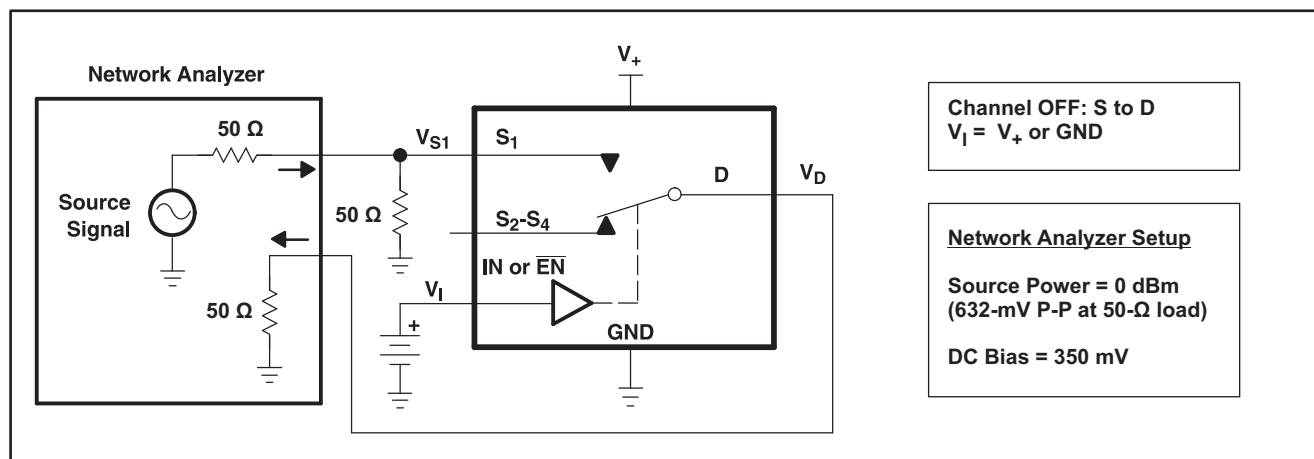 Network Analyzer
50 Ω
Source
Signal
50 Ω
50 Ω
V+
VS1
S1
D
VD
S2-S4
IN or E̅N̅
VI
+
GND
Channel OFF: S to D
VI = V+ or GND
Network Analyzer Setup
Source Power = 0 dBm
(632-mV P-P at 50-Ω load)
DC Bias = 350 mV